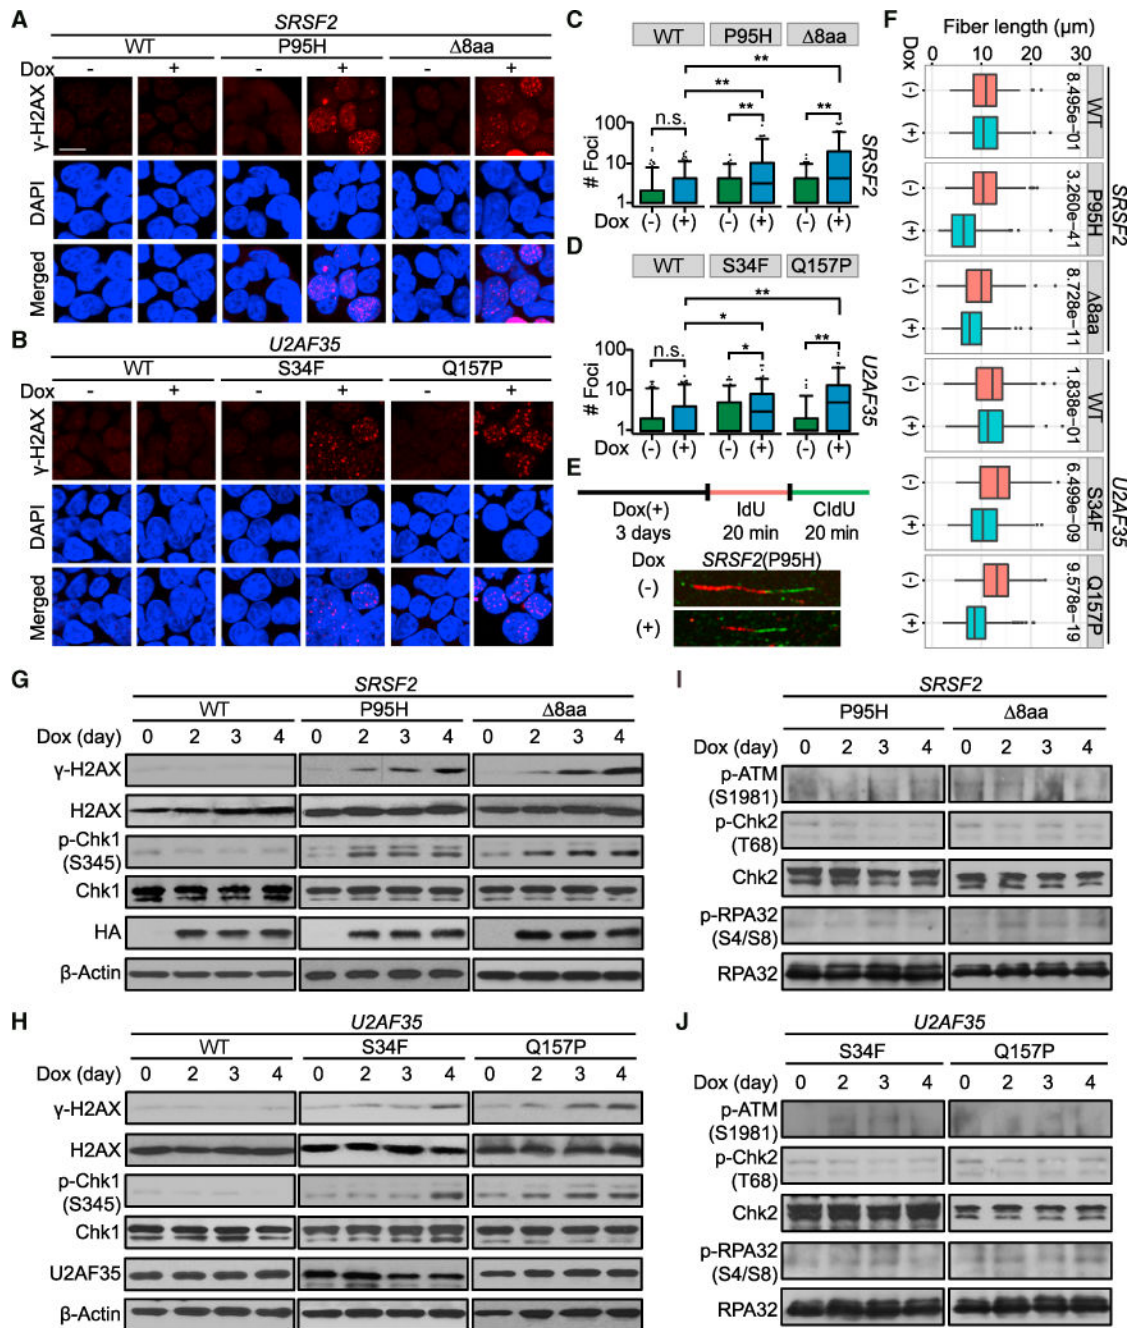 A
SRSF2
WT P95H Δ8aa
Dox - + - + - +
γ-H2AX
DAPI
Merged
B
U2AF35
WT S34F Q157P
Dox - + - + - +
γ-H2AX
DAPI
Merged
C
WT P95H Δ8aa
**
**
n.s. ** **
# Foci
100
10
1
Dox (-) (+) (-) (+) (-) (+)
SRSF2
D
WT S34F Q157P
**
*
n.s. * **
# Foci
100
10
1
Dox (-) (+) (-) (+) (-) (+)
U2AF35
E
Dox(+) IdU CldU
3 days 20 min 20 min
Dox SRSF2(P95H)
(-)
(+)
F
Fiber length (μm)
Dox 0 10 20 30
(-) (+) 8.495e−01 WT
(-) (+) 3.260e−41 P95H
(-) (+) 8.728e−11 Δ8aa
SRSF2
(-) (+) 1.838e−01 WT
(-) (+) 6.499e−09 S34F
(-) (+) 9.578e−19 Q157P
U2AF35
G
SRSF2
WT P95H Δ8aa
Dox (day) 0 2 3 4 0 2 3 4 0 2 3 4
γ-H2AX
H2AX
p-Chk1
(S345)
Chk1
HA
β-Actin
H
U2AF35
WT S34F Q157P
Dox (day) 0 2 3 4 0 2 3 4 0 2 3 4
γ-H2AX
H2AX
p-Chk1
(S345)
Chk1
U2AF35
β-Actin
I
SRSF2
P95H Δ8aa
Dox (day) 0 2 3 4 0 2 3 4
p-ATM
(S1981)
p-Chk2
(T68)
Chk2
p-RPA32
(S4/S8)
RPA32
J
U2AF35
S34F Q157P
Dox (day) 0 2 3 4 0 2 3 4
p-ATM
(S1981)
p-Chk2
(T68)
Chk2
p-RPA32
(S4/S8)
RPA32